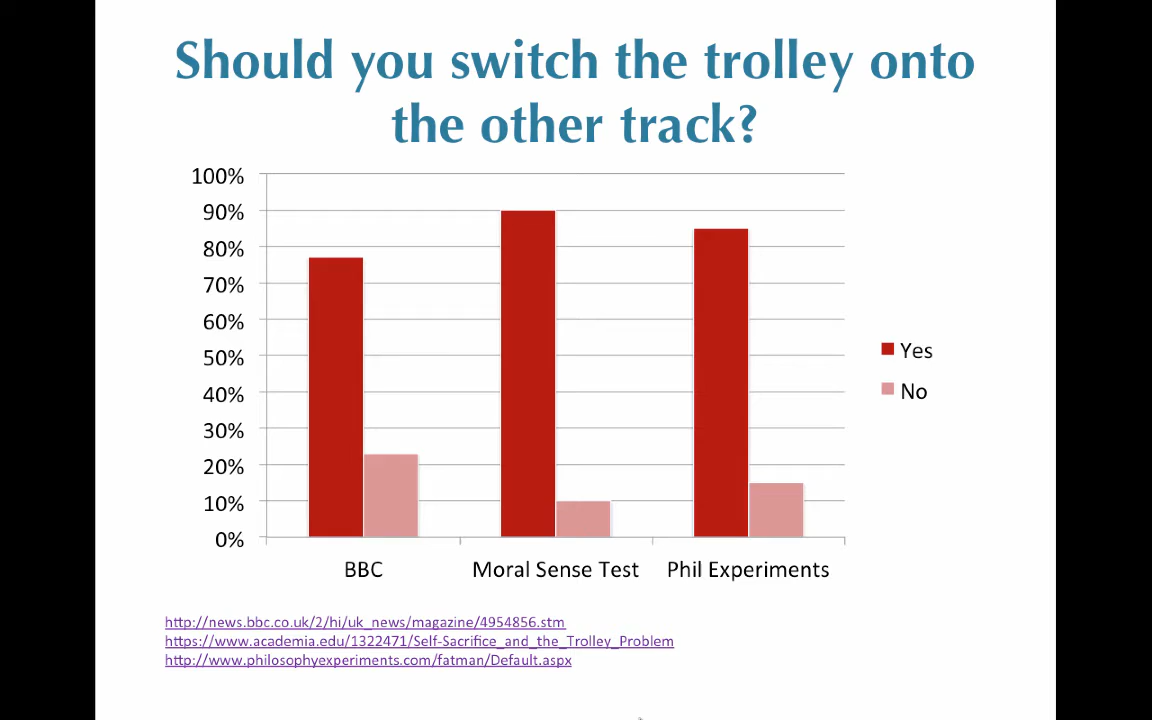 Should you switch the trolley onto
the other track?
100%
90%
80%
70%
60%
50%
40%
30%
20%
10%
0%
Yes
No
BBC Moral Sense Test Phil Experiments
http://news.bbc.co.uk/2/hi/uk_news/magazine/4954856.stm
https://www.academia.edu/1322471/Self-Sacrifice_and_the_Trolley_Problem
http://www.philosophyexperiments.com/fatman/Default.aspx